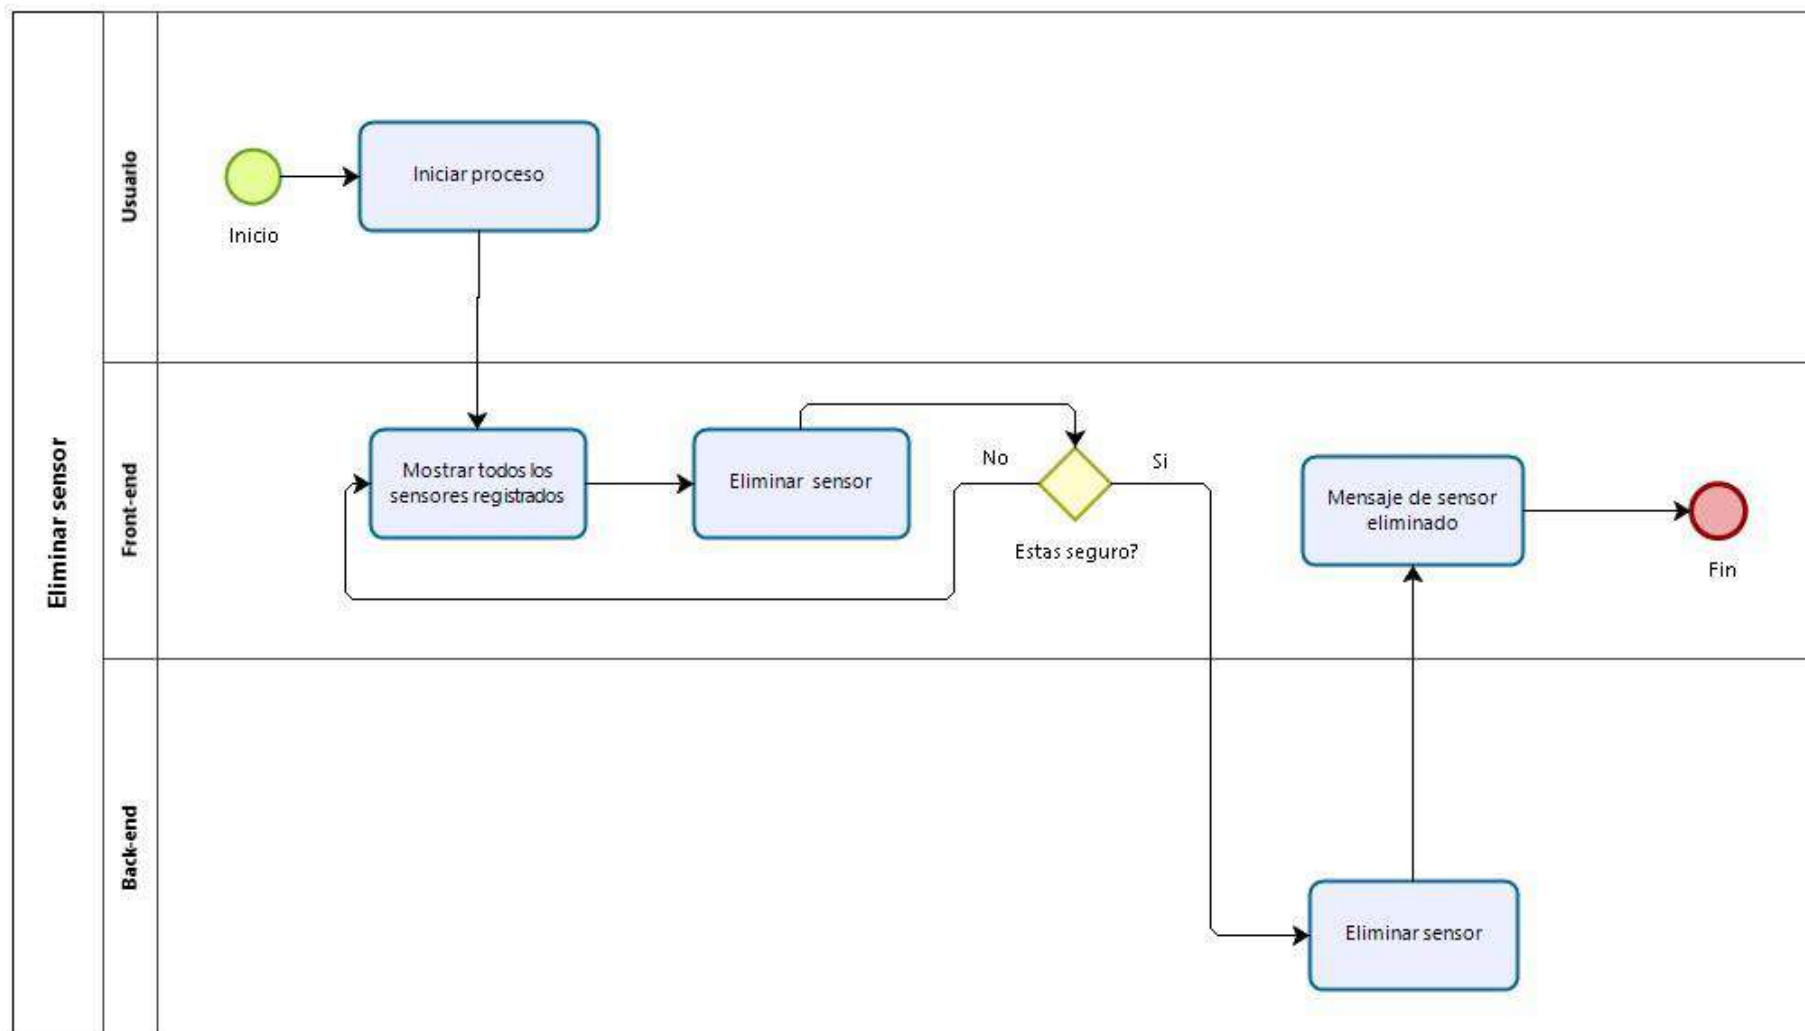 Eliminar sensor
Usuario
Inicio
Iniciar proceso
Front-end
Mostrar todos los
sensores registrados
Eliminar sensor
No
Si
Estas seguro?
Mensaje de sensor
eliminado
Fin
Back-end
Eliminar sensor